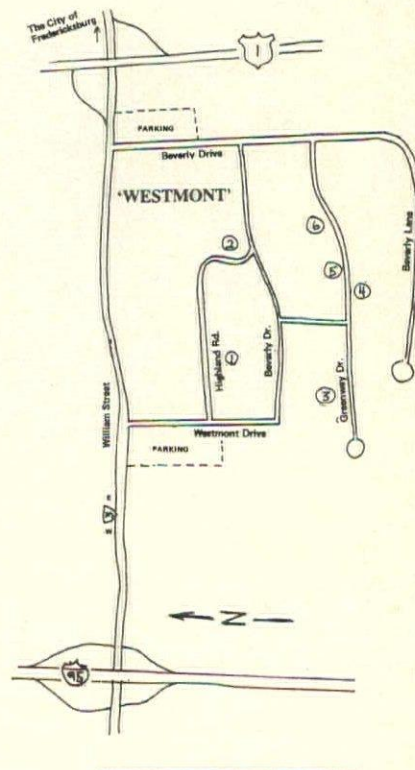 The City of
Fredericksburg
1
PARKING
Beverly Drive
'WESTMONT'
2
6
5
4
Beverly Lane
Highland Rd.
1
Beverly Dr.
3
Greenway Dr.
William Street
Westmont Drive
PARKING
3
N
95